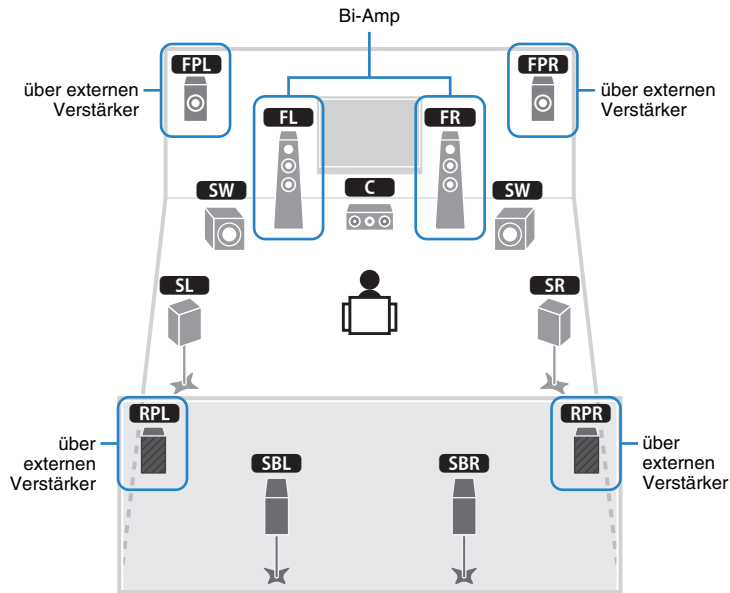 Bi-Amp
FPL
FPR
über externen
Verstärker
über externen
Verstärker
FL
FR
SW
C
SW
SL
SR
RPL
RPR
über
externen
Verstärker
über
externen
Verstärker
SBL
SBR